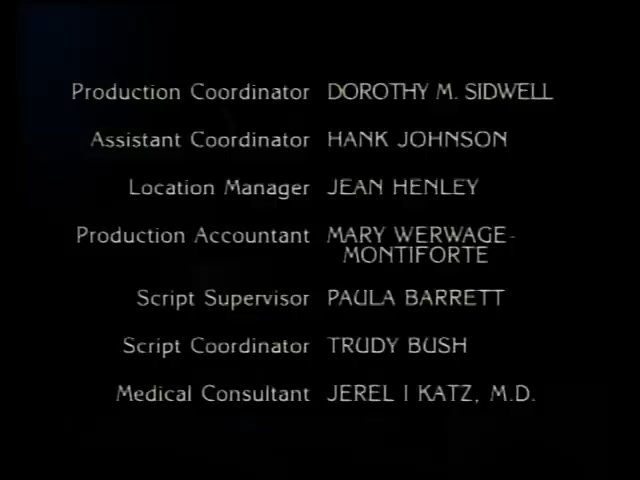 Production Coordinator DOROTHY M. SIDWELL
Assistant Coordinator HANK JOHNSON
Location Manager JEAN HENLEY
Production Accountant MARY WERWAGE-
MONTIFORTE
Script Supervisor PAULA BARRETT
Script Coordinator TRUDY BUSH
Medical Consultant JEREL I KATZ, M.D.